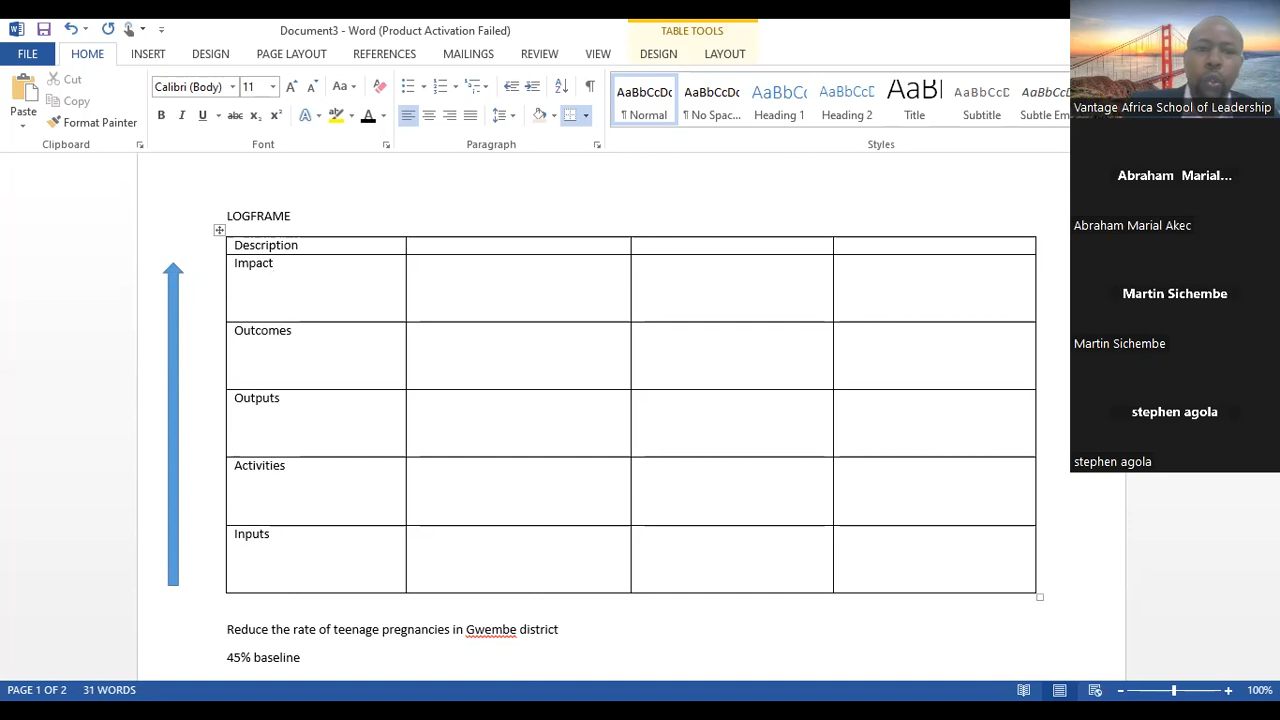 Document3 - Word (Product Activation Failed)
TABLE TOOLS
FILE
HOME
INSERT
DESIGN
PAGE LAYOUT
REFERENCES
MAILINGS
REVIEW
VIEW
DESIGN
LAYOUT
Cut
Copy
Format Painter
Paste
Clipboard
Calibri (Body)
11
Font
Paragraph
AaBbCcDc
¶ Normal
AaBbCcDc
¶ No Spac...
AaBbCc
Heading 1
AaBbCcD
Heading 2
AaBI
Title
AaBbCcD
Subtitle
AaBbCcD
Subtle Em
Styles
Vantage Africa School of Leadership
Abraham Marial...
Abraham Marial Akec
Martin Sichembe
Martin Sichembe
stephen agola
stephen agola
LOGFRAME
Description
Impact
Outcomes
Outputs
Activities
Inputs
Reduce the rate of teenage pregnancies in Gwembe district
45% baseline
PAGE 1 OF 2
31 WORDS
100%